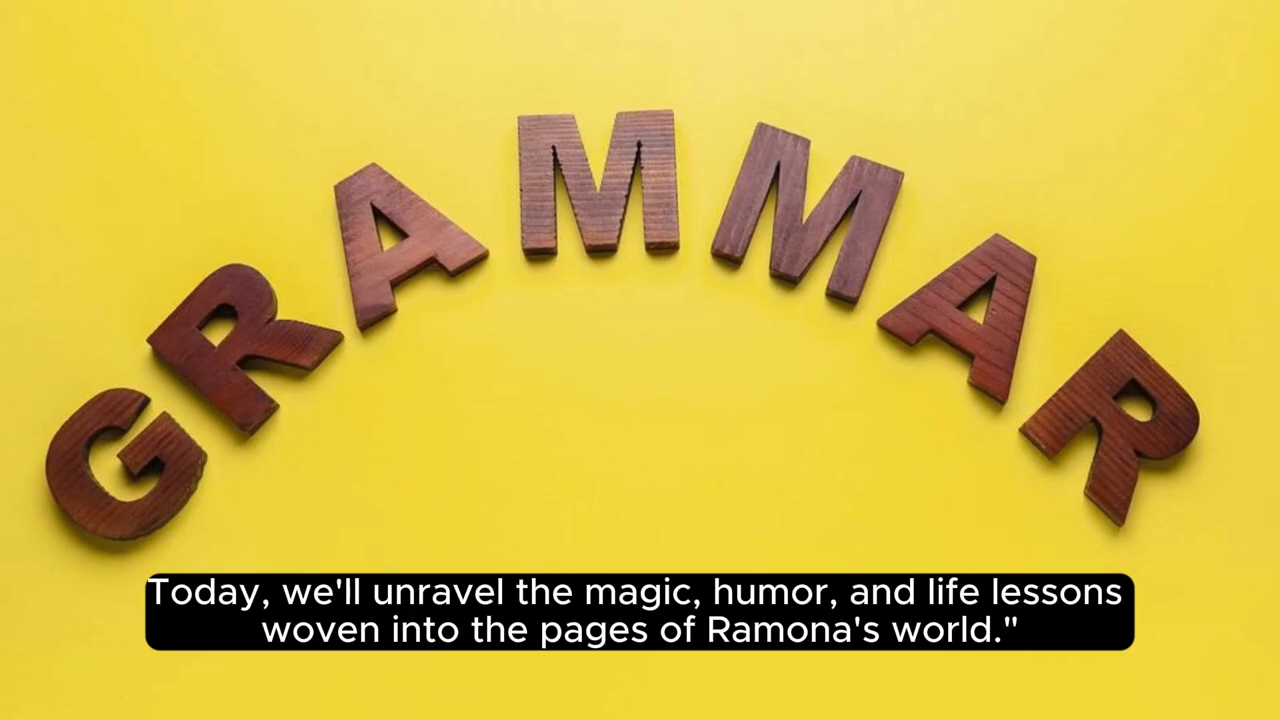 GRAMMAR
Today, we'll unravel the magic, humor, and life lessons
woven into the pages of Ramona's world."